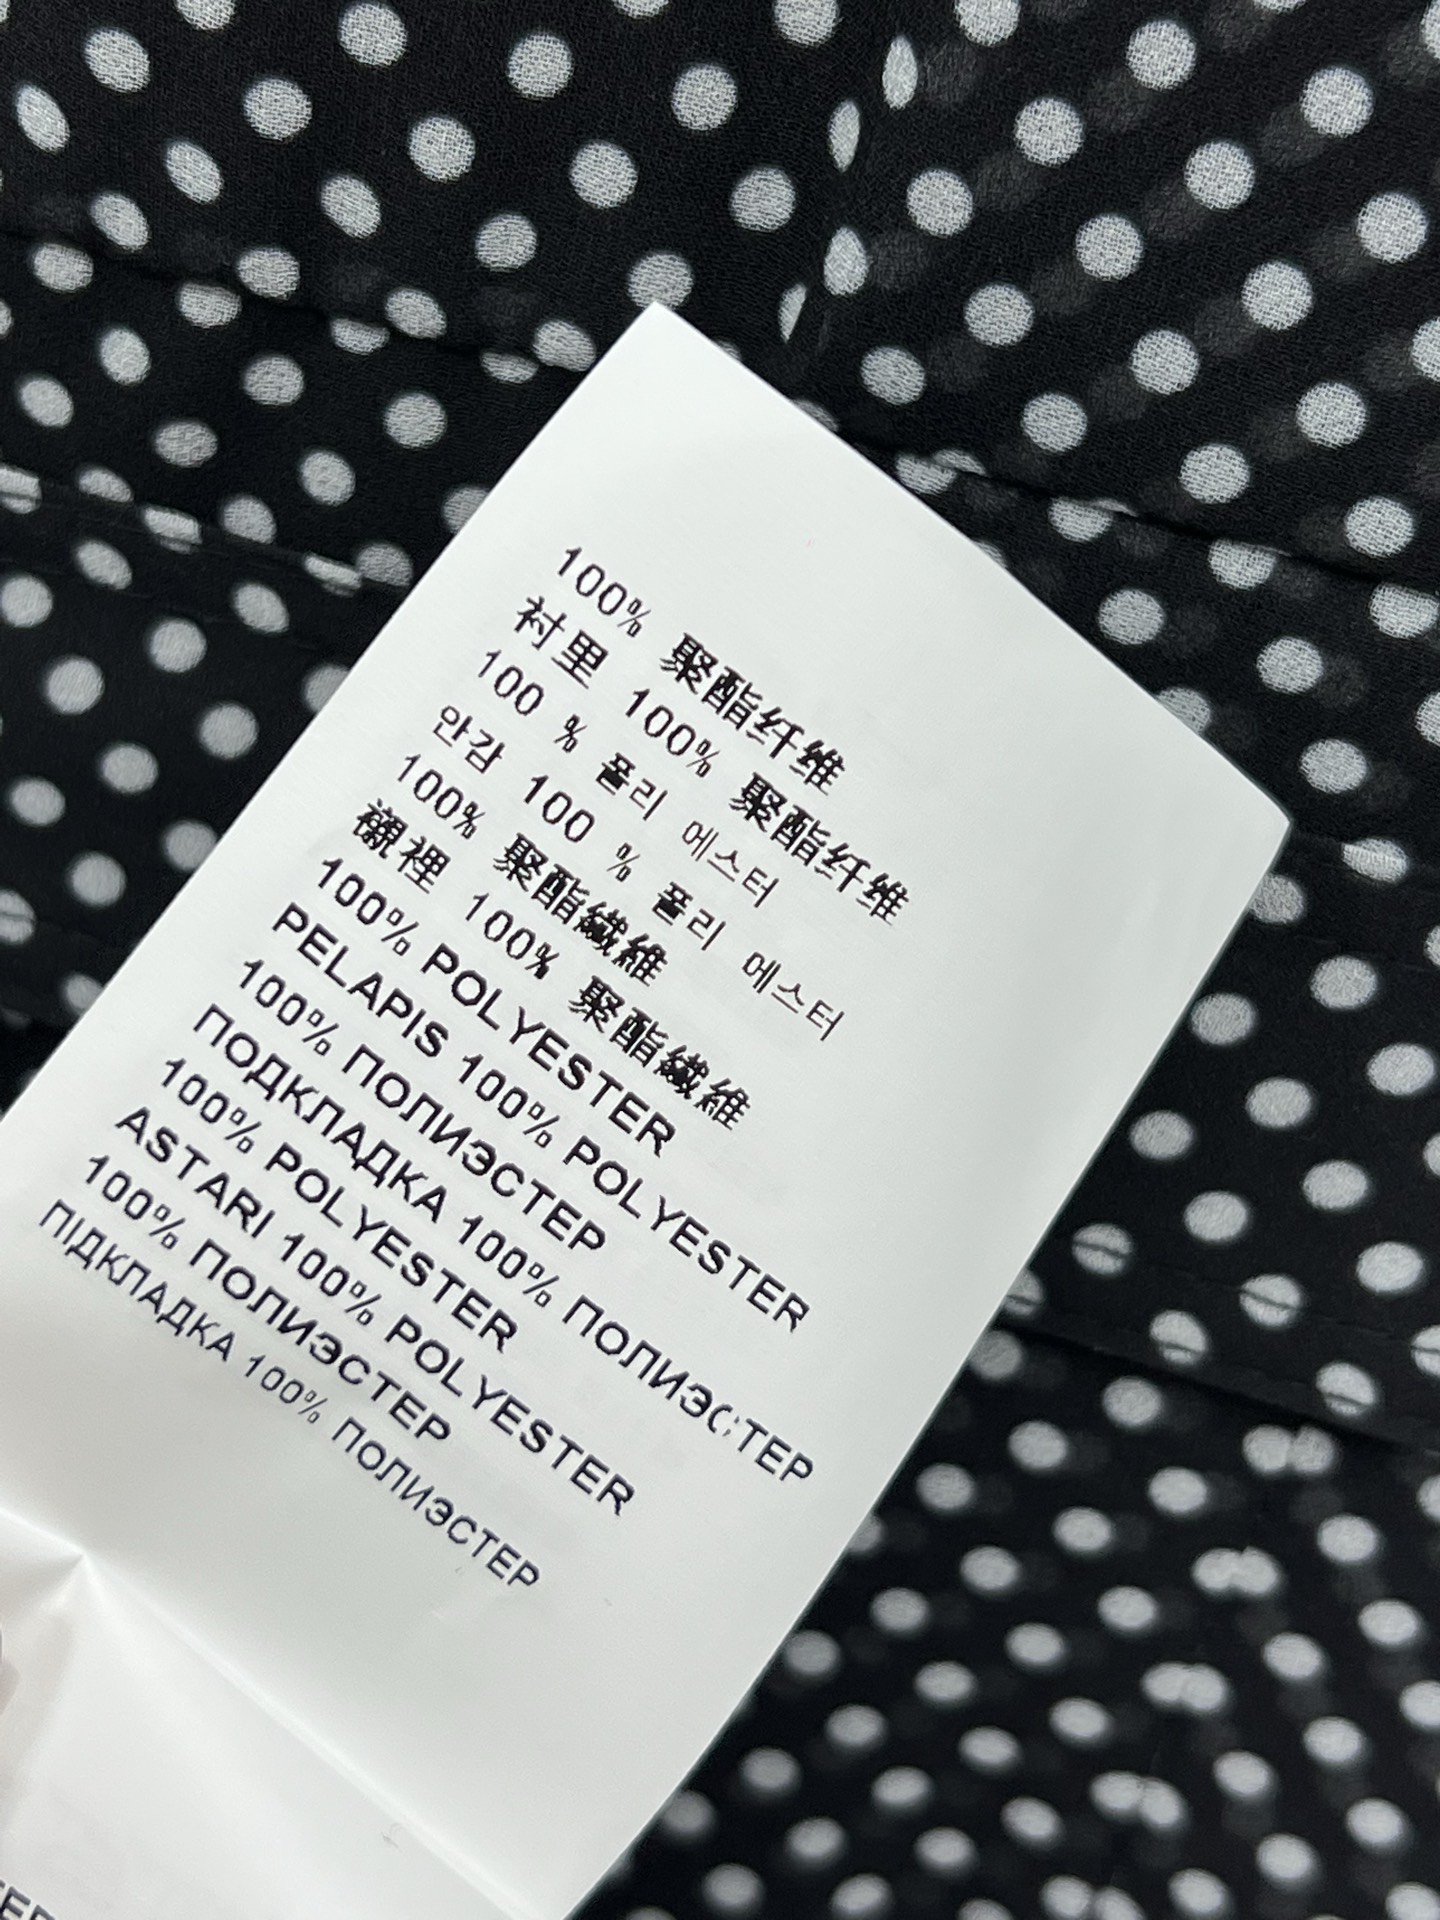 100% 聚酯纤维
衬里 100% 聚酯纤维
100 % 폴리 에스터
안감 100 % 폴리 에스터
100% 聚酯纖維
襯裡 100% 聚酯纖維
100% POLYESTER
PELAPIS 100% POLYESTER
100% ПОЛИЭСТЕР
ПОДКЛАДКА 100% ПОЛИЭСТЕР
100% POLYESTER
ASTARI 100% POLYESTER
100% ПОЛИЭСТЕР
ПІДКЛАДКА 100% ПОЛИЭСТЕР